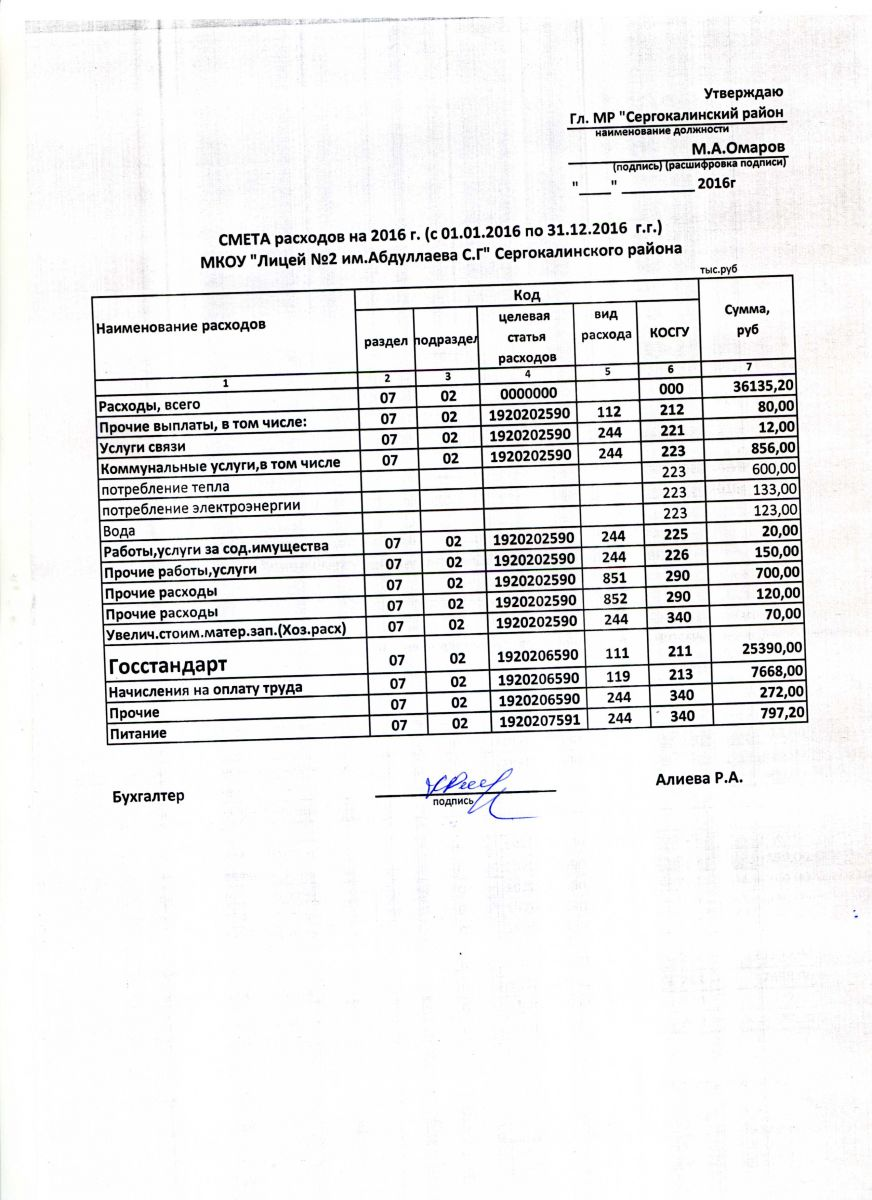 Утверждаю
Гл. МР "Сергокалинский район
наименование должности
М.А.Омаров
(подпись) (расшифровка подписи)
"____" __________ 2016г
СМЕТА расходов на 2016 г. (с 01.01.2016 по 31.12.2016 г.г.)
МКОУ "Лицей №2 им.Абдуллаева С.Г" Сергокалинского района
тыс.руб
Наименование расходов Код Сумма, руб
раздел подраздел целевая статья расходов вид расхода КОСГУ
1 2 3 4 5 6 7
Расходы, всего 07 02 0000000 000 36135,20
Прочие выплаты, в том числе: 07 02 1920202590 112 212 80,00
Услуги связи 07 02 1920202590 244 221 12,00
Коммунальные услуги,в том числе 07 02 1920202590 244 223 856,00
потребление тепла 223 600,00
потребление электроэнергии 223 133,00
Вода 223 123,00
Работы,услуги за сод.имущества 07 02 1920202590 244 225 20,00
Прочие работы,услуги 07 02 1920202590 244 226 150,00
Прочие расходы 07 02 1920202590 851 290 700,00
Прочие расходы 07 02 1920202590 852 290 120,00
Увелич.стоим.матер.зап.(Хоз.расх) 07 02 1920202590 244 340 70,00
Госстандарт 07 02 1920206590 111 211 25390,00
Начисления на оплату труда 07 02 1920206590 119 213 7668,00
Прочие 07 02 1920206590 244 340 272,00
Питание 07 02 1920207591 244 340 797,20
Бухгалтер Алиева Р.А.
подпись